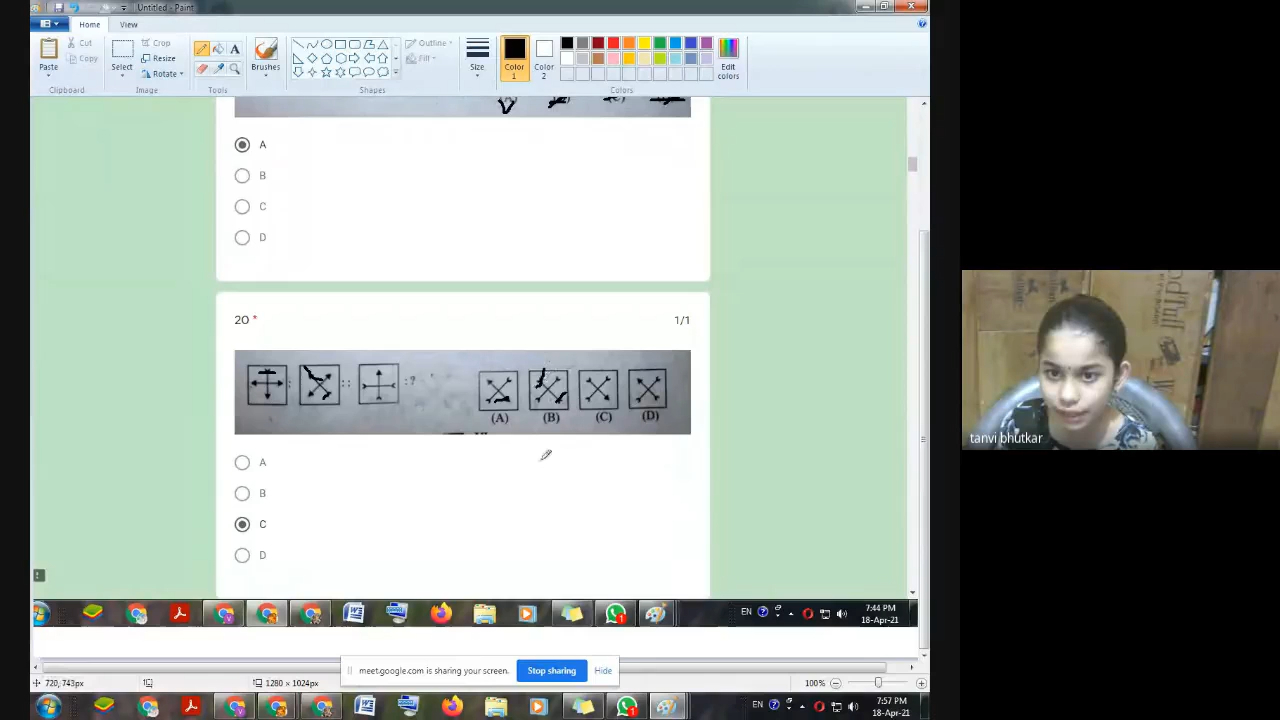 Untitled - Paint
Home View
Paste
Cut
Copy
Clipboard
Select
Crop
Resize
Rotate
Image
A
Tools
Brushes
Shapes
Outline
Fill
Size
Color 1
Color 2
Edit colors
Colors
A
B
C
D
20 *
1/1
: :: :?
(A) (B) (C) (D)
A
B
C
D
EN
1
7:44 PM
18-Apr-21
meet.google.com is sharing your screen.
Stop sharing
Hide
720, 743px
1280 × 1024px
100%
EN
1
7:57 PM
18-Apr-21
tanvi bhutkar